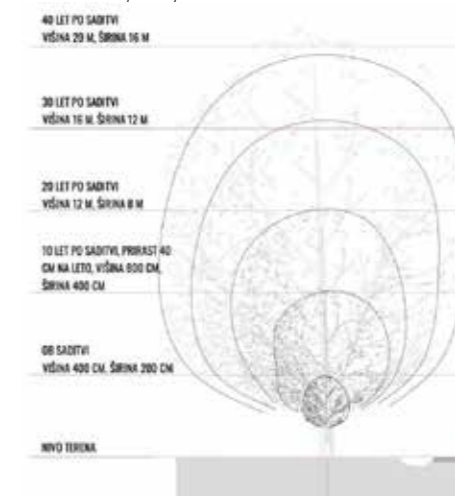 40 LET PO SADITVI
VIŠINA 20 M, ŠIRINA 16 M
30 LET PO SADITVI
VIŠINA 16 M, ŠIRINA 12 M
20 LET PO SADITVI
VIŠINA 12 M, ŠIRINA 8 M
10 LET PO SADITVI, PRIRAST 40
CM NA LETO, VIŠINA 800 CM,
ŠIRINA 400 CM
OB SADITVI
VIŠINA 400 CM, ŠIRINA 200 CM
NIVO TERENA